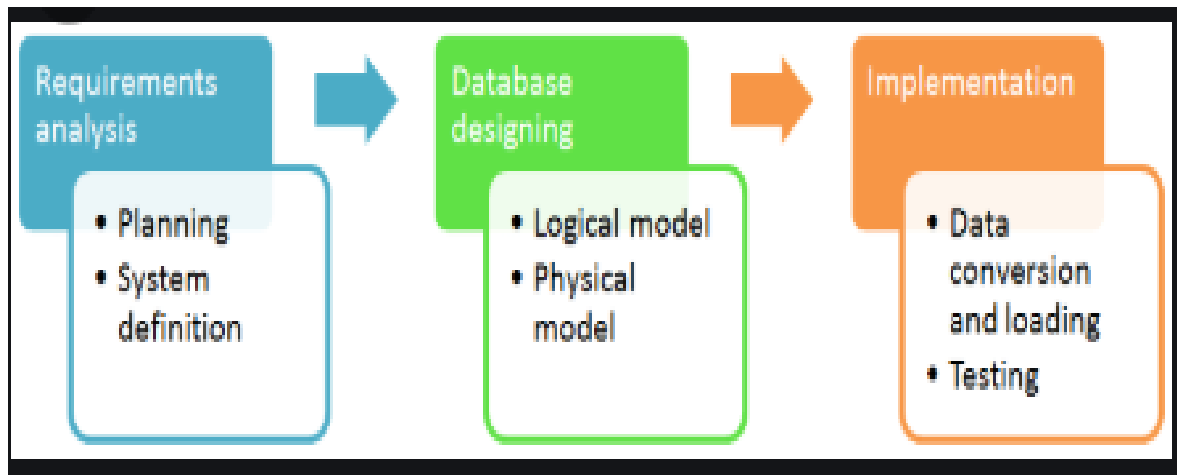 Requirements
analysis
• Planning
• System
definition
Database
designing
• Logical model
• Physical
model
Implementation
• Data
conversion
and loading
• Testing